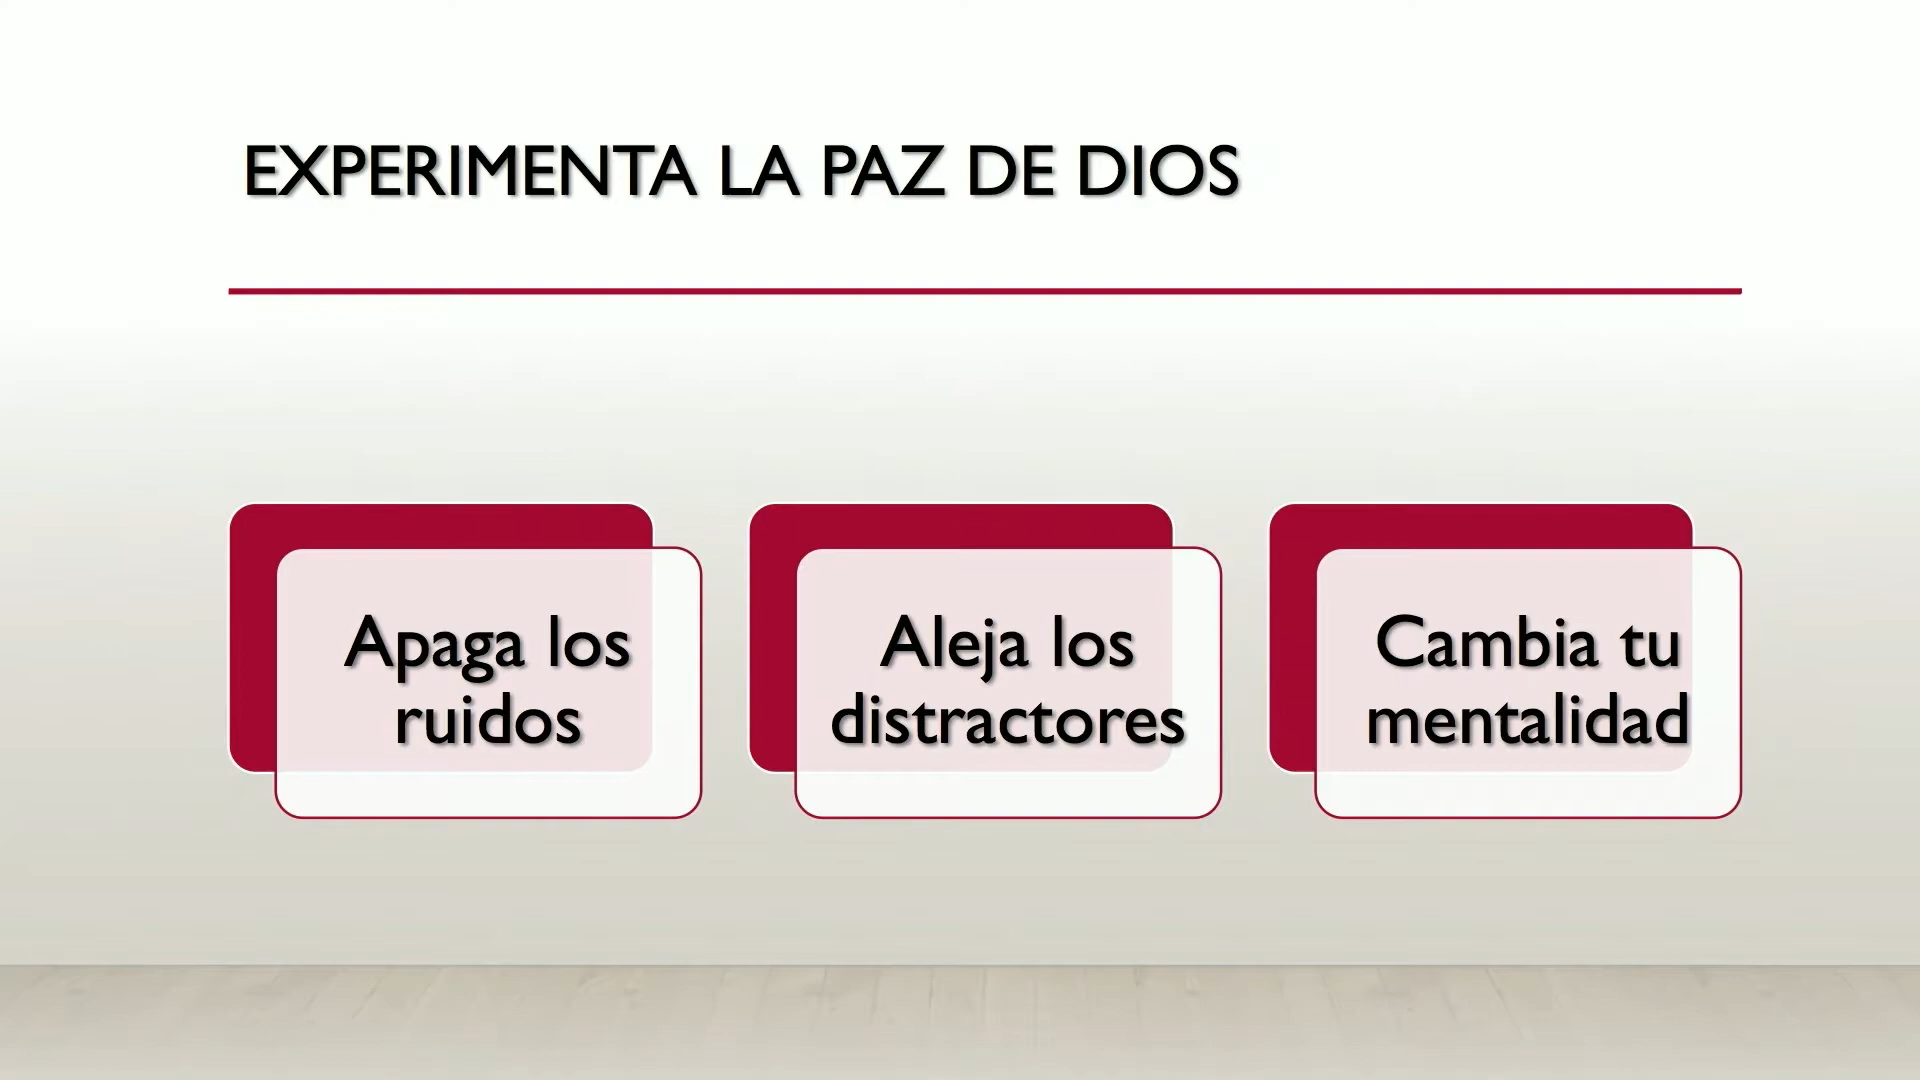 EXPERIMENTA LA PAZ DE DIOS
Apaga los
ruidos
Aleja los
distractores
Cambia tu
mentalidad